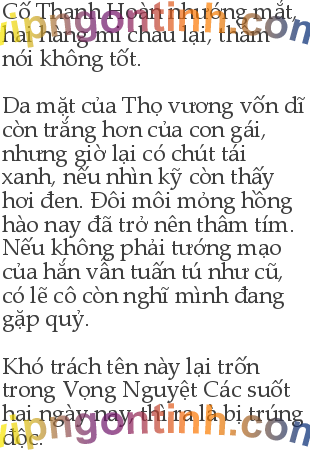 Cố Thanh Hoàn nhướng mắt,
hai hàng mi chau lại, thầm
nói không tốt.
Da mặt của Thọ vương vốn dĩ
còn trắng hơn của con gái,
nhưng giờ lại có chút tái
xanh, nếu nhìn kỹ còn thấy
hơi đen. Đôi môi mỏng hồng
hào nay đã trở nên thâm tím.
Nếu không phải tướng mạo
của hắn vẫn tuấn tú như cũ,
có lẽ cô còn nghĩ mình đang
gặp quỷ.
Khó trách tên này lại trốn
trong Vọng Nguyệt Các suốt
hai ngày nay, thì ra là bị trúng
độc.
vipngontinh.com
vipngontinh.com